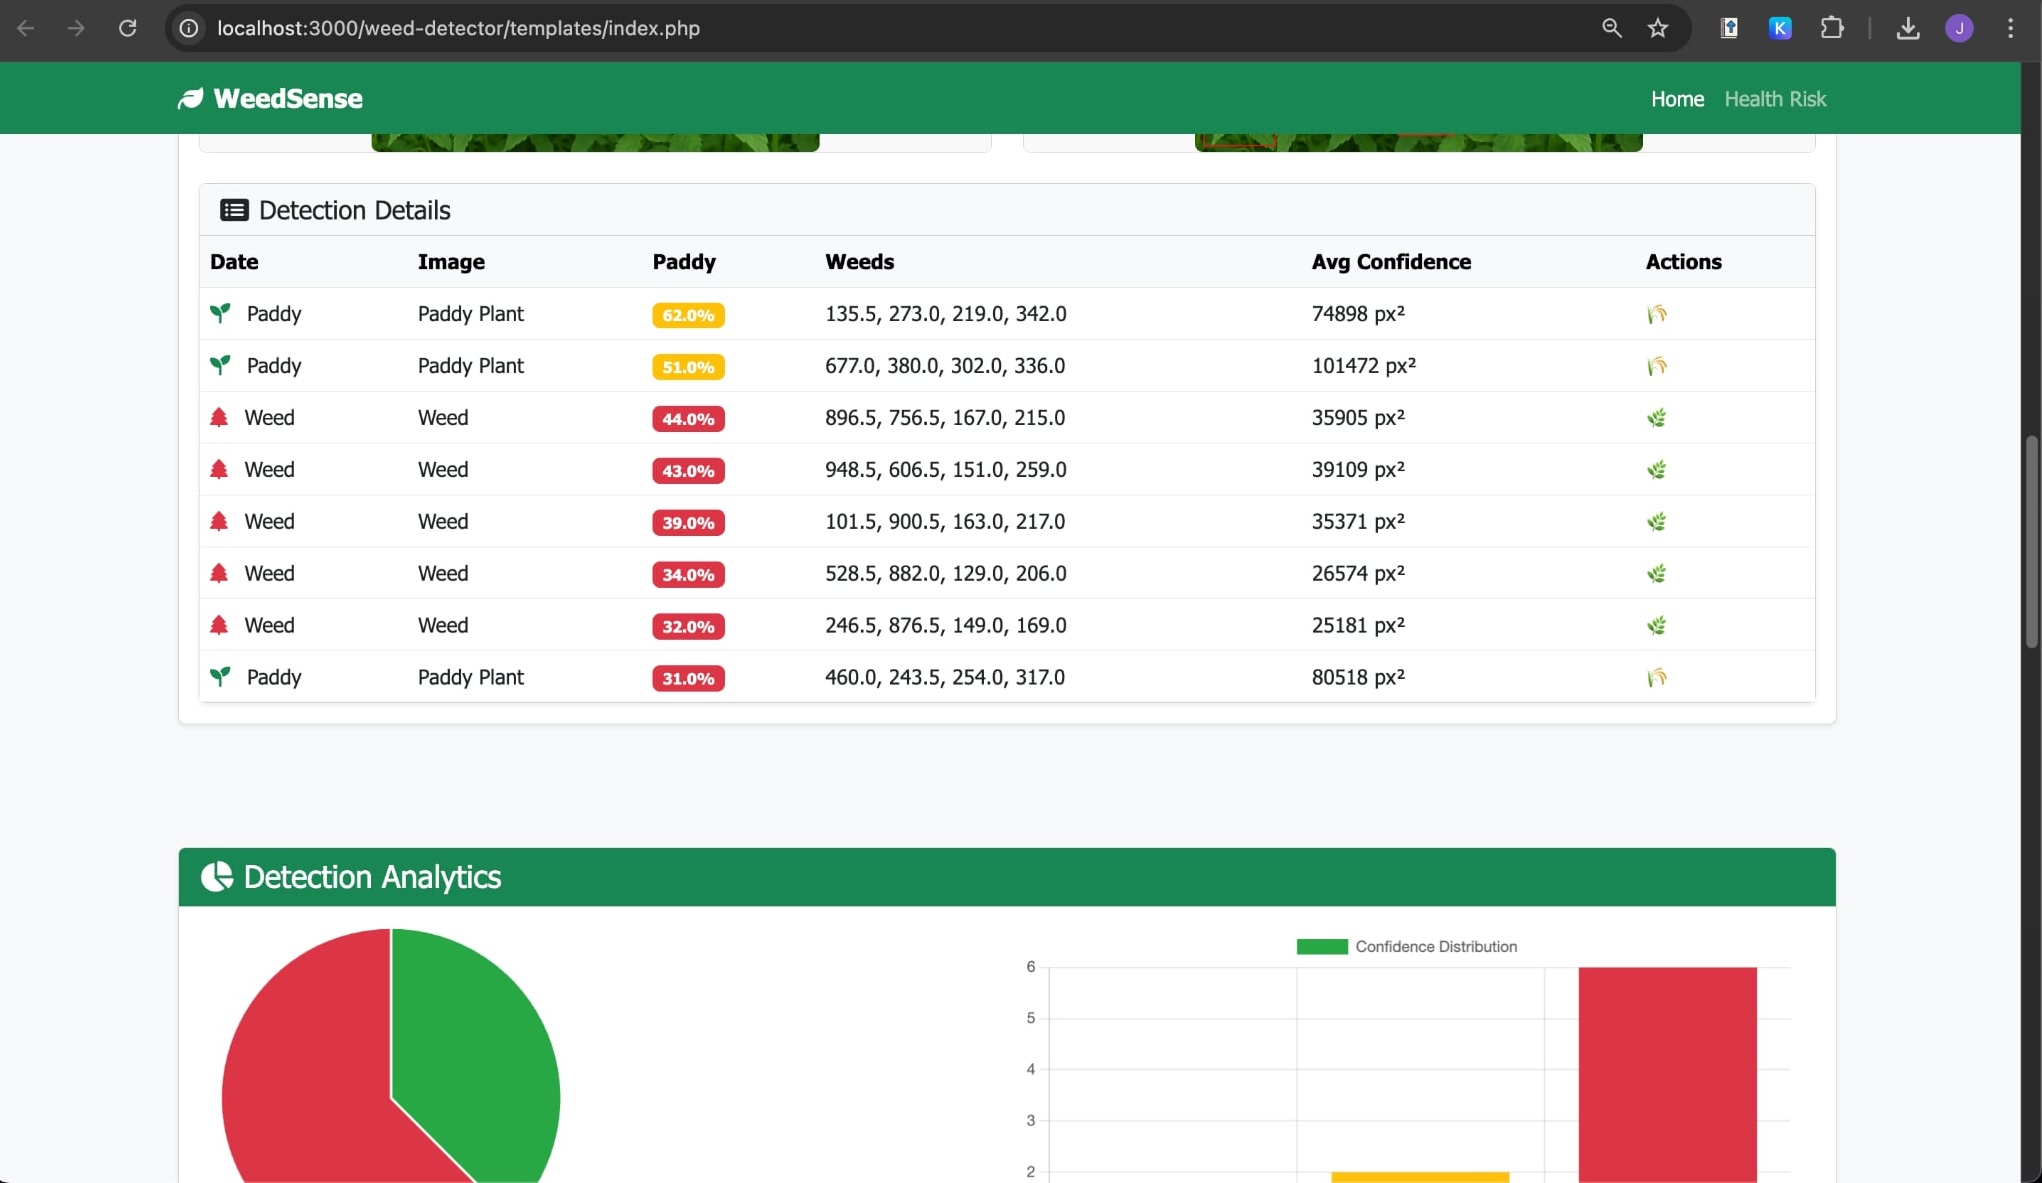 localhost:3000/weed-detector/templates/index.php
K
J
WeedSense
Home Health Risk
Detection Details
Date Image Paddy Weeds Avg Confidence Actions
Paddy Paddy Plant 62.0% 135.5, 273.0, 219.0, 342.0 74898 px²
Paddy Paddy Plant 51.0% 677.0, 380.0, 302.0, 336.0 101472 px²
Weed Weed 44.0% 896.5, 756.5, 167.0, 215.0 35905 px²
Weed Weed 43.0% 948.5, 606.5, 151.0, 259.0 39109 px²
Weed Weed 39.0% 101.5, 900.5, 163.0, 217.0 35371 px²
Weed Weed 34.0% 528.5, 882.0, 129.0, 206.0 26574 px²
Weed Weed 32.0% 246.5, 876.5, 149.0, 169.0 25181 px²
Paddy Paddy Plant 31.0% 460.0, 243.5, 254.0, 317.0 80518 px²
Detection Analytics
Confidence Distribution
6
5
4
3
2